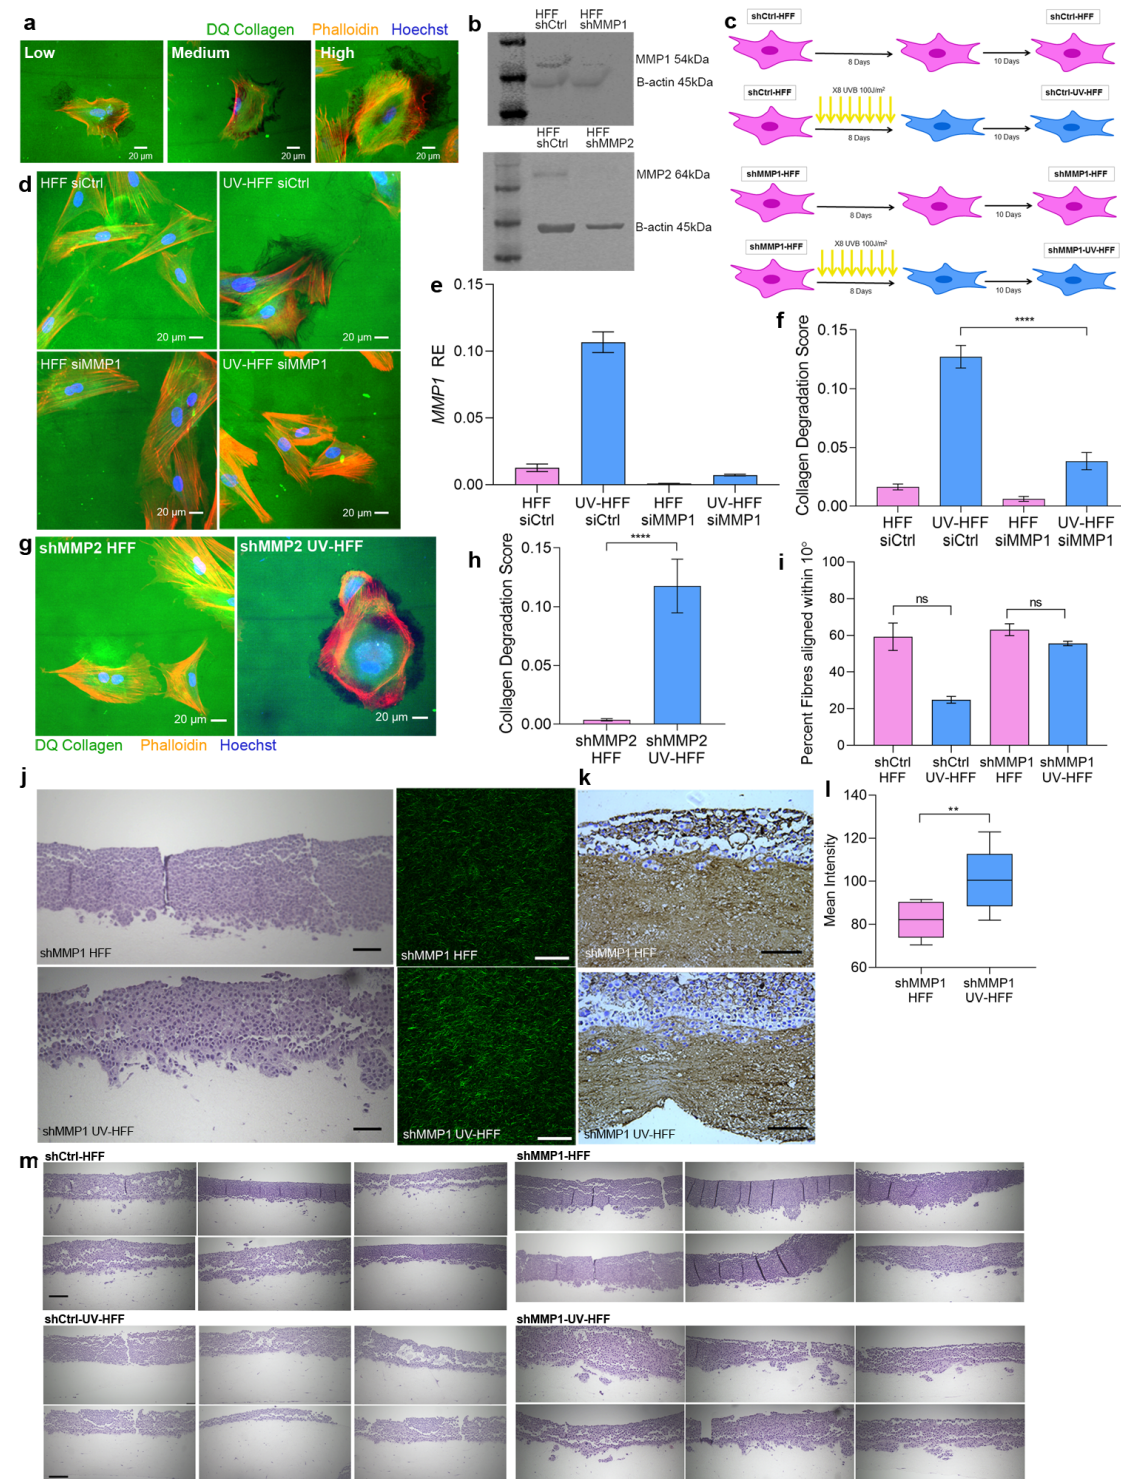 a
DQ Collagen Phalloidin Hoechst
Low
Medium
High
20 µm
20 µm
20 µm
b
HFF shCtrl
HFF shMMP1
MMP1 54kDa
B-actin 45kDa
HFF shCtrl
HFF shMMP2
MMP2 64kDa
B-actin 45kDa
c
shCtrl-HFF
shCtrl-HFF
8 Days
10 Days
shCtrl-HFF
X8 UVB 100J/m²
shCtrl-UV-HFF
8 Days
10 Days
shMMP1-HFF
shMMP1-HFF
8 Days
10 Days
shMMP1-HFF
X8 UVB 100J/m²
shMMP1-UV-HFF
8 Days
10 Days
d
HFF siCtrl
20 µm
UV-HFF siCtrl
20 µm
HFF siMMP1
20 µm
UV-HFF siMMP1
20 µm
e
MMP1 RE
0.15
0.10
0.05
0.00
HFF siCtrl
UV-HFF siCtrl
HFF siMMP1
UV-HFF siMMP1
f
Collagen Degradation Score
0.15
0.10
0.05
0.00
****
HFF siCtrl
UV-HFF siCtrl
HFF siMMP1
UV-HFF siMMP1
g
shMMP2 HFF
20 µm
shMMP2 UV-HFF
20 µm
DQ Collagen Phalloidin Hoechst
h
Collagen Degradation Score
0.15
0.10
0.05
0.00
****
shMMP2 HFF
shMMP2 UV-HFF
i
Percent Fibres aligned within 10°
100
80
60
40
20
0
ns
ns
shCtrl HFF
shCtrl UV-HFF
shMMP1 HFF
shMMP1 UV-HFF
j
shMMP1 HFF
shMMP1 HFF
shMMP1 UV-HFF
shMMP1 UV-HFF
k
shMMP1 HFF
shMMP1 UV-HFF
l
Mean Intensity
140
120
100
80
60
**
shMMP1 HFF
shMMP1 UV-HFF
m
shCtrl-HFF
shMMP1-HFF
shCtrl-UV-HFF
shMMP1-UV-HFF